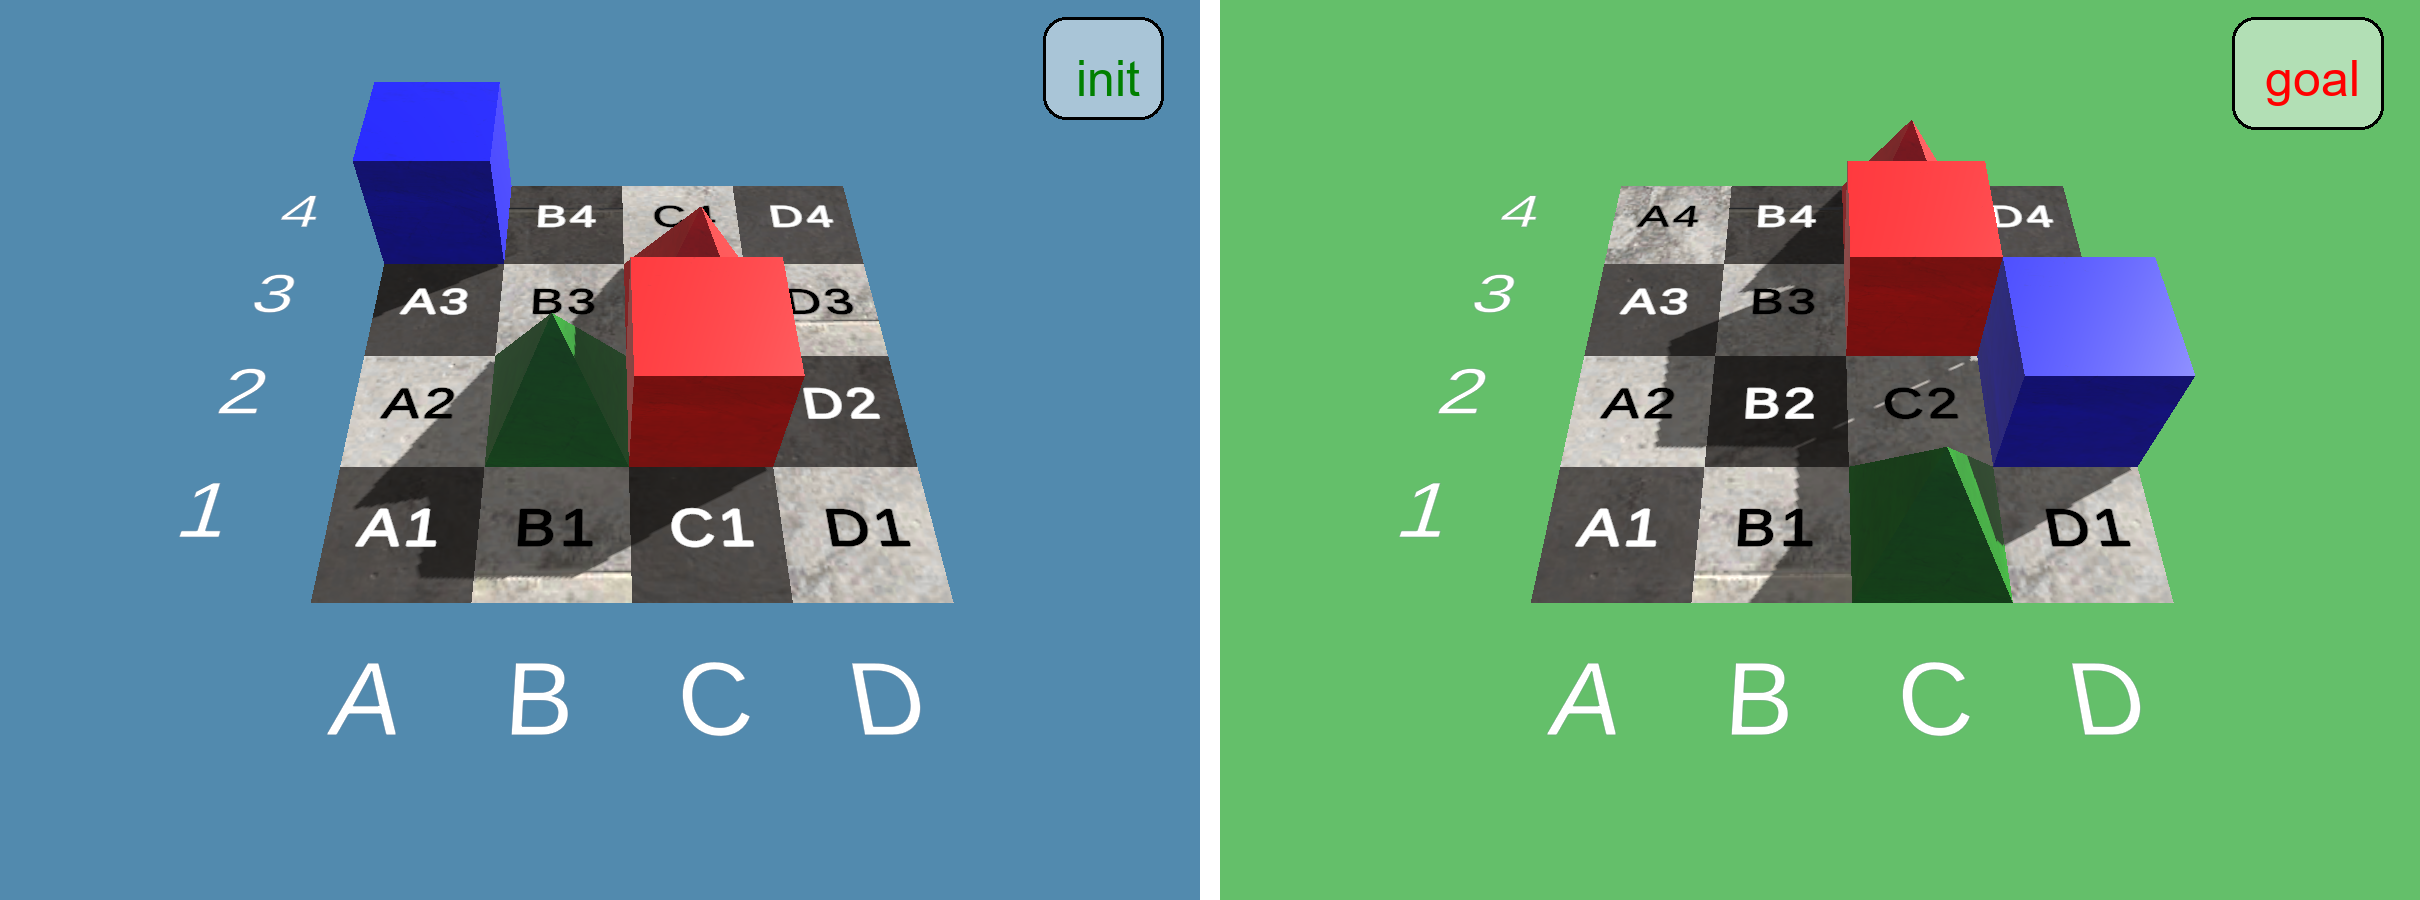 init
4 B4 C4 D4
3 A3 B3 D3
2 A2 D2
1 A1 B1 C1 D1
A B C D
goal
4 A4 B4 D4
3 A3 B3
2 A2 B2 C2
1 A1 B1 D1
A B C D